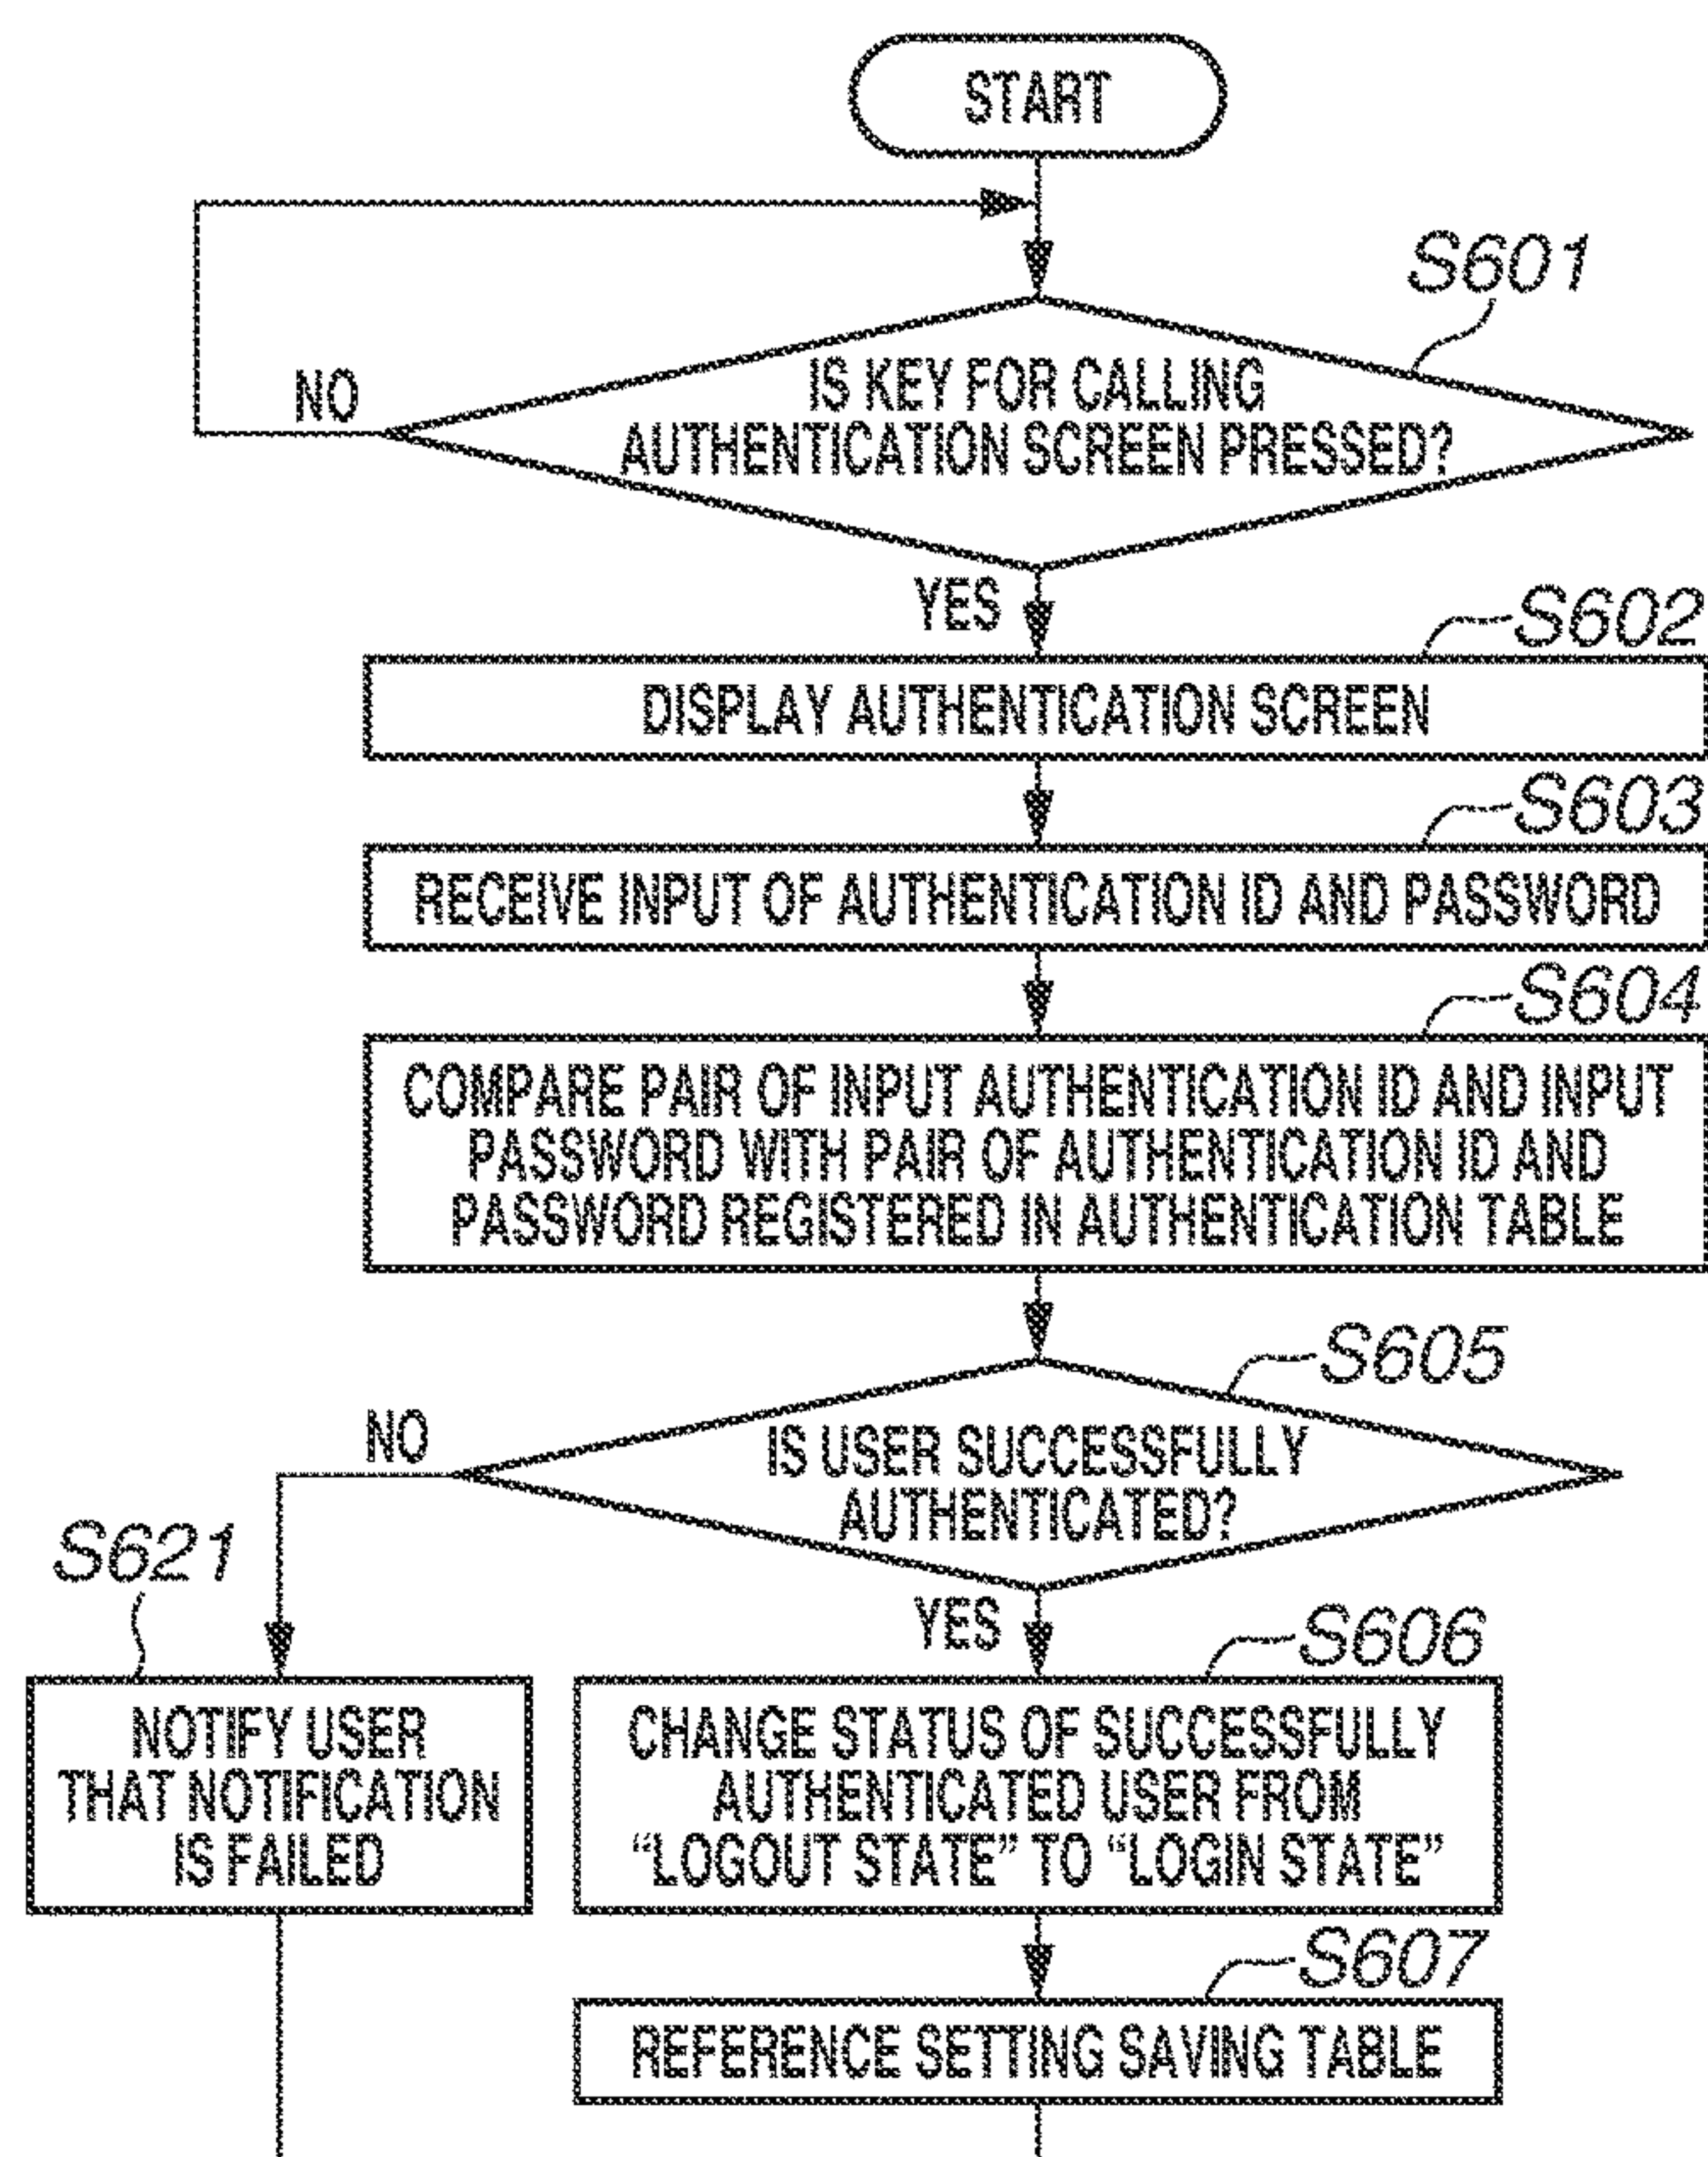 START
S601
IS KEY FOR CALLING
AUTHENTICATION SCREEN PRESSED?
NO
YES
S602
DISPLAY AUTHENTICATION SCREEN
S603
RECEIVE INPUT OF AUTHENTICATION ID AND PASSWORD
S604
COMPARE PAIR OF INPUT AUTHENTICATION ID AND INPUT
PASSWORD WITH PAIR OF AUTHENTICATION ID AND
PASSWORD REGISTERED IN AUTHENTICATION TABLE
S605
IS USER SUCCESSFULLY
AUTHENTICATED?
NO
YES
S621
NOTIFY USER
THAT NOTIFICATION
IS FAILED
S606
CHANGE STATUS OF SUCCESSFULLY
AUTHENTICATED USER FROM
“LOGOUT STATE” TO “LOGIN STATE”
S607
REFERENCE SETTING SAVING TABLE